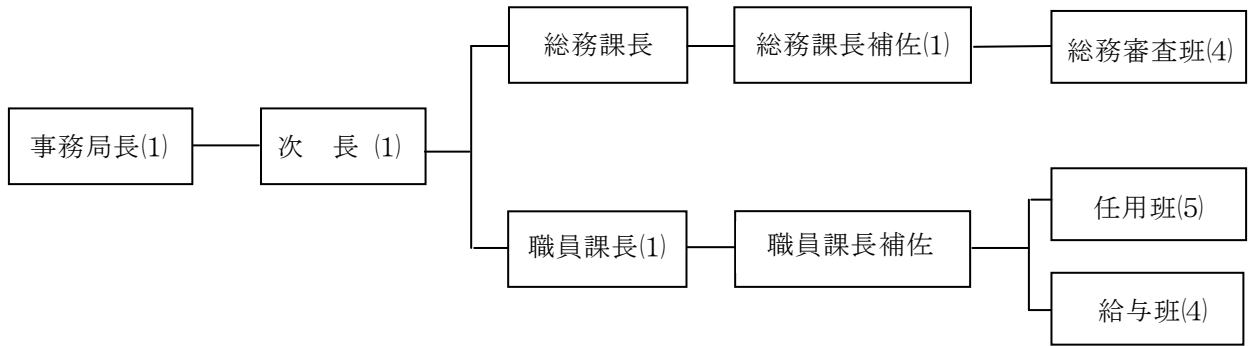 総務課長
総務課長補佐⑴
総務審査班⑷
事務局長⑴
次　長 ⑴
任用班⑸
職員課長⑴
職員課長補佐
給与班⑷